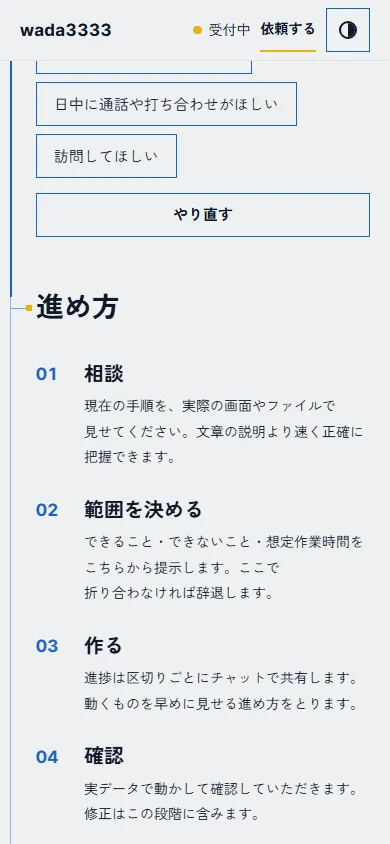 wada3333
受付中
依頼する
日中に通話や打ち合わせがほしい
訪問してほしい
やり直す
進め方
01 相談
現在の手順を、実際の画面やファイルで
見せてください。文章の説明より速く正確に
把握できます。
02 範囲を決める
できること・できないこと・想定作業時間を
こちらから提示します。ここで
折り合わなければ辞退します。
03 作る
進捗は区切りごとにチャットで共有します。
動くものを早めに見せる進め方をとります。
04 確認
実データで動かして確認していただきます。
修正はこの段階に含みます。